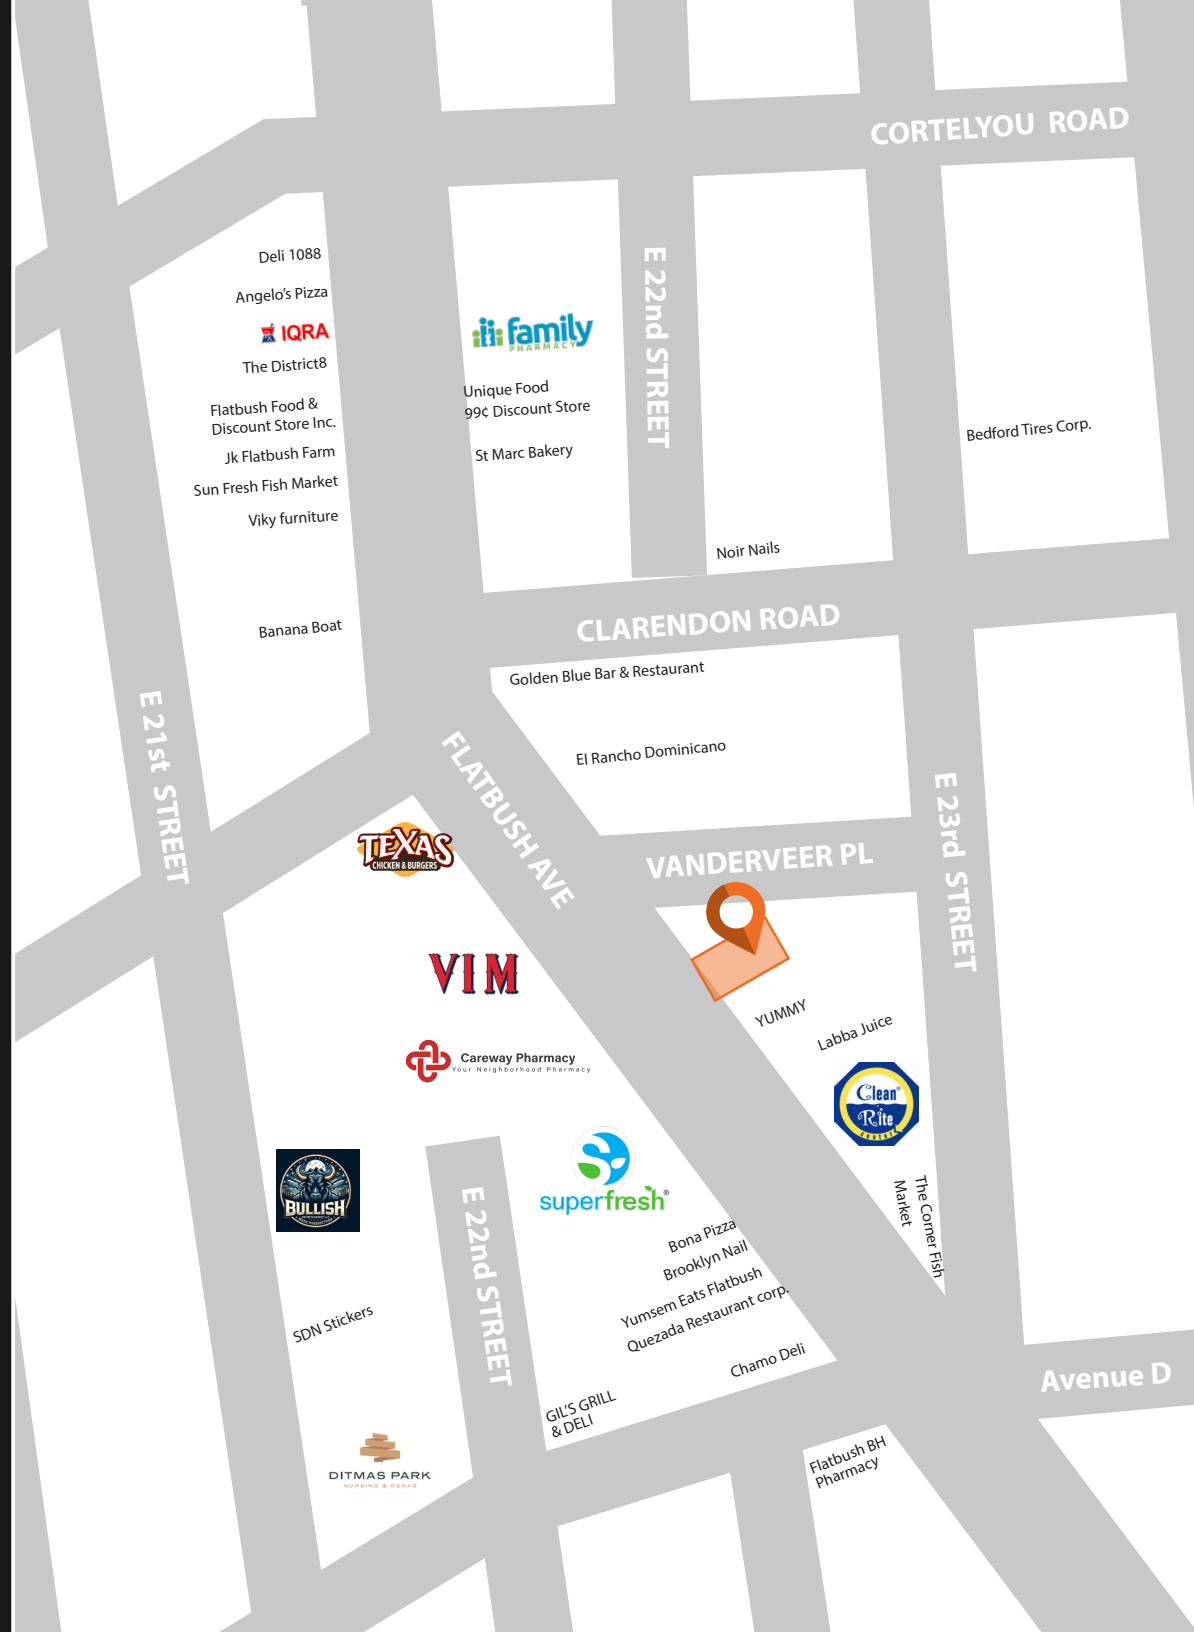 CORTELYOU ROAD
Deli 1088
Angelo's Pizza
IQRA
The District8
Flatbush Food &
Discount Store Inc.
Jk Flatbush Farm
Sun Fresh Fish Market
Viky furniture
Banana Boat
family
PHARMACY
Unique Food
99¢ Discount Store
St Marc Bakery
E 22nd STREET
Noir Nails
Bedford Tires Corp.
CLARENDON ROAD
Golden Blue Bar & Restaurant
El Rancho Dominicano
E 21st STREET
FLATBUSH AVE
VANDERVEER PL
E 23rd STREET
TEXAS
CHICKEN & BURGERS
VIM
Careway Pharmacy
Your Neighborhood Pharmacy
YUMMY
Labba Juice
Clean®
Rite
The Corner Fish
Market
BULLISH
superfresh®
E 22nd STREET
Bona Pizza
Brooklyn Nail
Yumsem Eats Flatbush
Quezada Restaurant corp.
Chamo Deli
SDN Stickers
GIL'S GRILL
& DELI
Avenue D
DITMAS PARK
NURSING & REHAB
Flatbush BH
Pharmacy